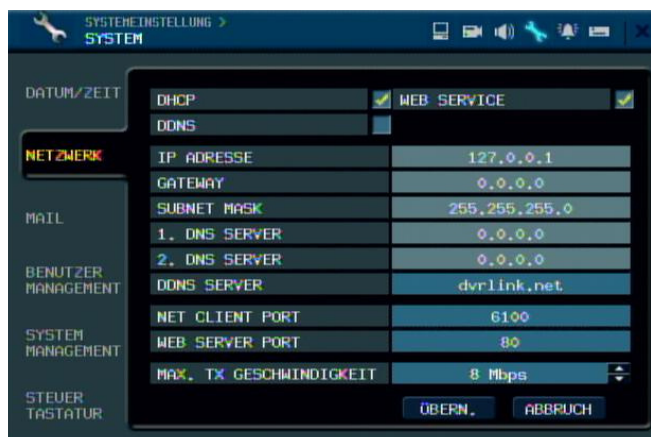 SYSTEMEINSTELLUNG >
SYSTEM
DATUM/ZEIT
NETZWERK
MAIL
BENUTZER
MANAGEMENT
SYSTEM
MANAGEMENT
STEUER
TASTATUR
DHCP
WEB SERVICE
DDNS
IP ADRESSE 127.0.0.1
GATEWAY 0.0.0.0
SUBNET MASK 255.255.255.0
1. DNS SERVER 0.0.0.0
2. DNS SERVER 0.0.0.0
DDNS SERVER dvrlink.net
NET CLIENT PORT 6100
WEB SERVER PORT 80
MAX. TX GESCHWINDIGKEIT 8 Mbps
ÜBERN. ABBRUCH